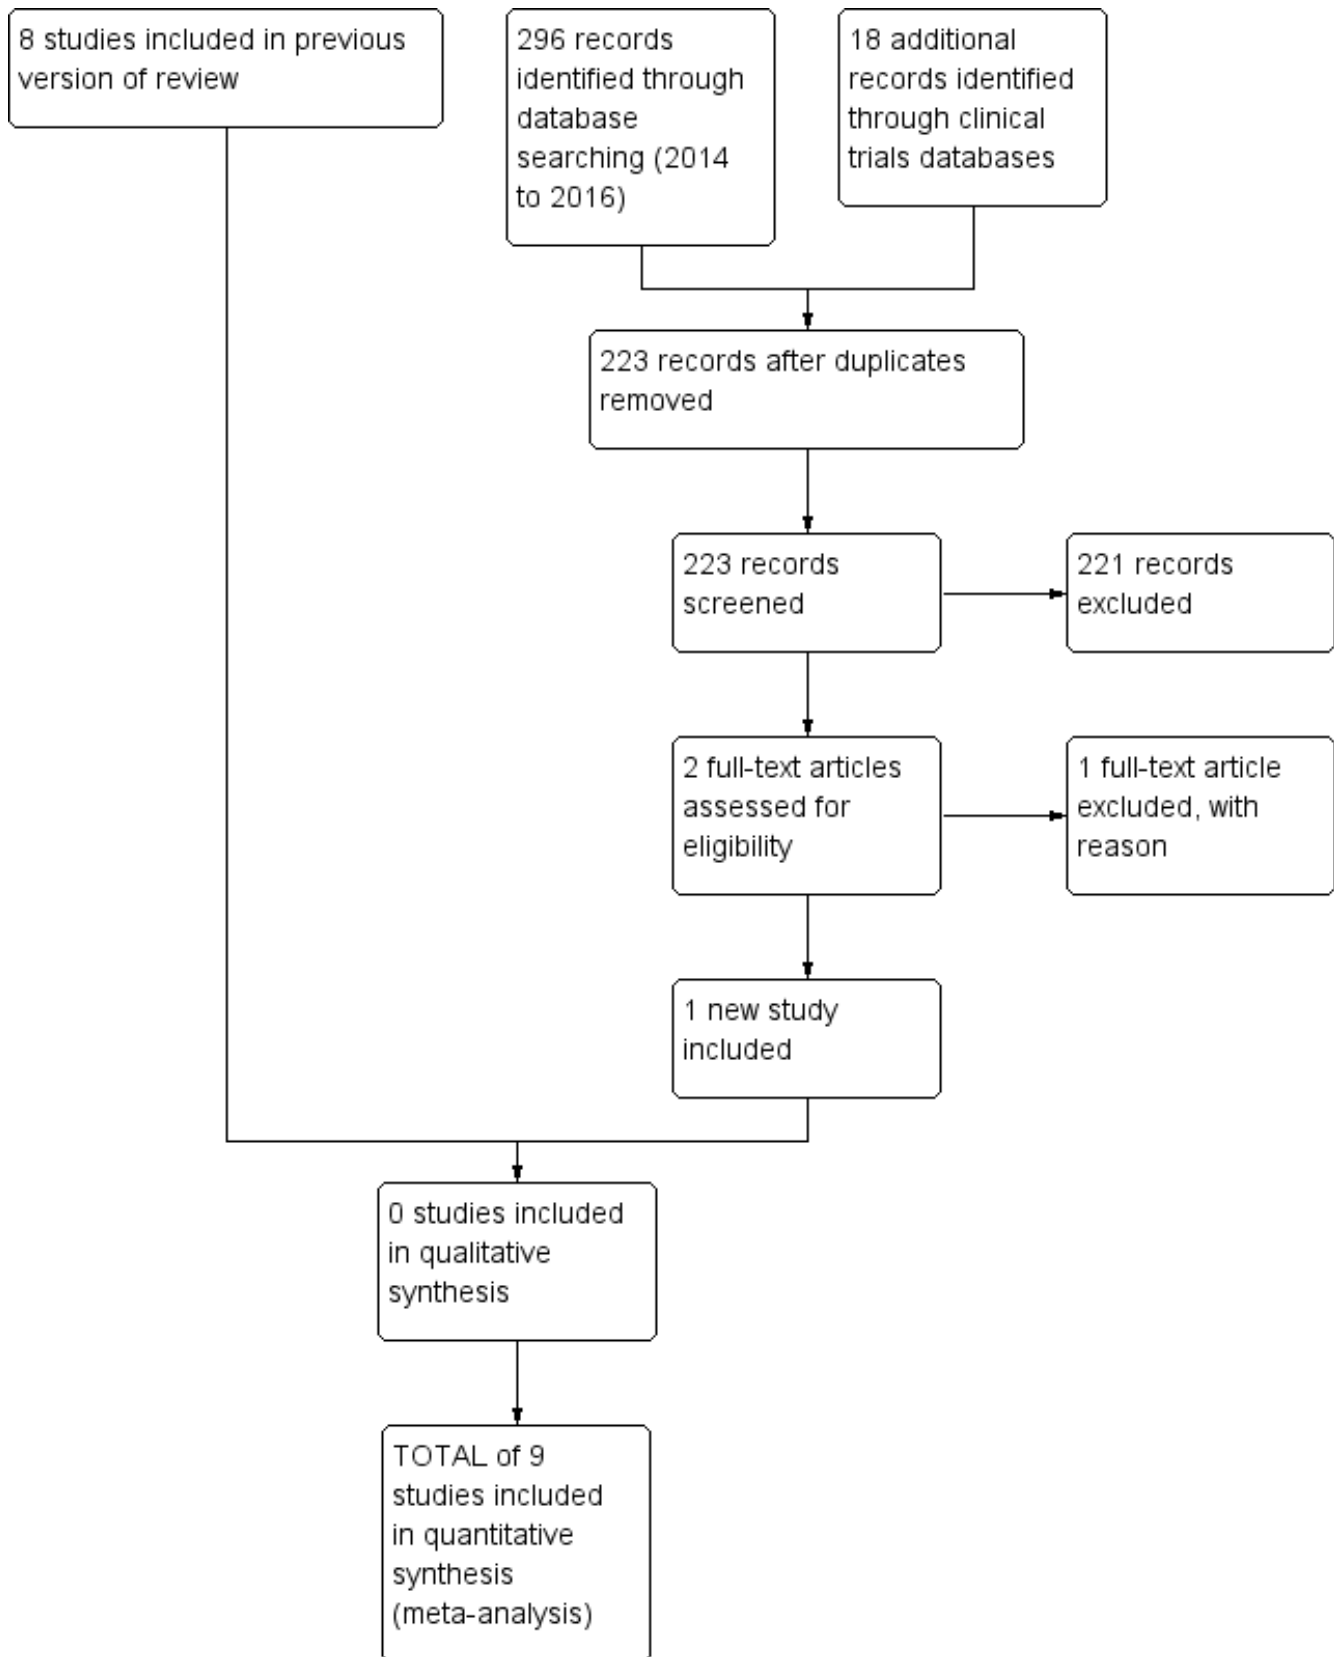 8 studies included in previous
version of review
296 records
identified through
database
searching (2014
to 2016)
18 additional
records identified
through clinical
trials databases
223 records after duplicates
removed
223 records
screened
221 records
excluded
2 full-text articles
assessed for
eligibility
1 full-text article
excluded, with
reason
1 new study
included
0 studies included
in qualitative
synthesis
TOTAL of 9
studies included
in quantitative
synthesis
(meta-analysis)